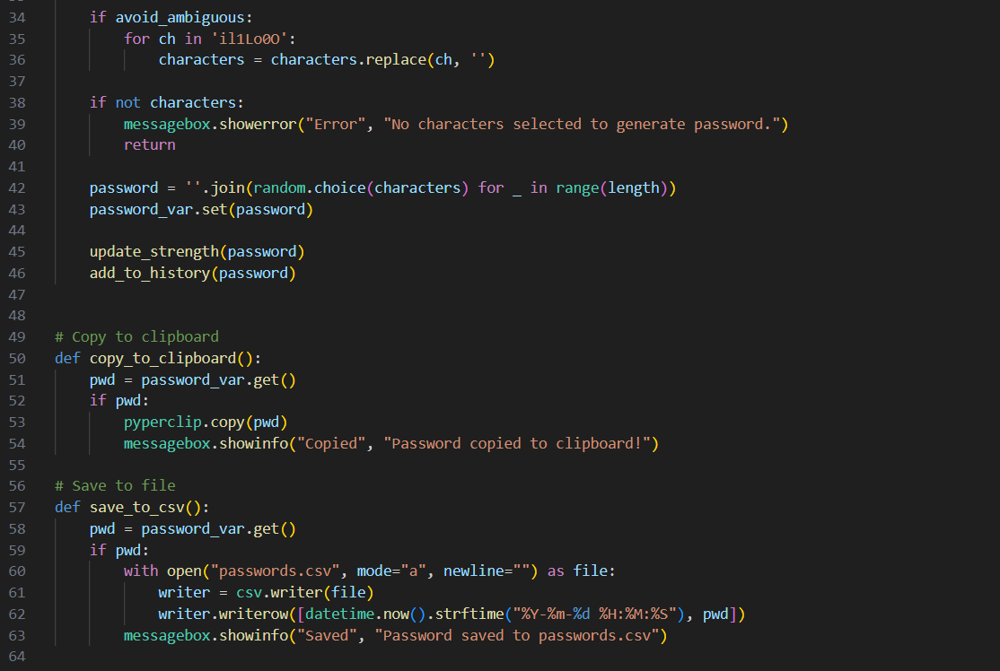 34 if avoid_ambiguous:
35 for ch in 'il1Lo0O':
36 characters = characters.replace(ch, '')
37
38 if not characters:
39 messagebox.showerror("Error", "No characters selected to generate password.")
40 return
41
42 password = ''.join(random.choice(characters) for _ in range(length))
43 password_var.set(password)
44
45 update_strength(password)
46 add_to_history(password)
47
48
49 # Copy to clipboard
50 def copy_to_clipboard():
51 pwd = password_var.get()
52 if pwd:
53 pyperclip.copy(pwd)
54 messagebox.showinfo("Copied", "Password copied to clipboard!")
55
56 # Save to file
57 def save_to_csv():
58 pwd = password_var.get()
59 if pwd:
60 with open("passwords.csv", mode="a", newline="") as file:
61 writer = csv.writer(file)
62 writer.writerow([datetime.now().strftime("%Y-%m-%d %H:%M:%S"), pwd])
63 messagebox.showinfo("Saved", "Password saved to passwords.csv")
64